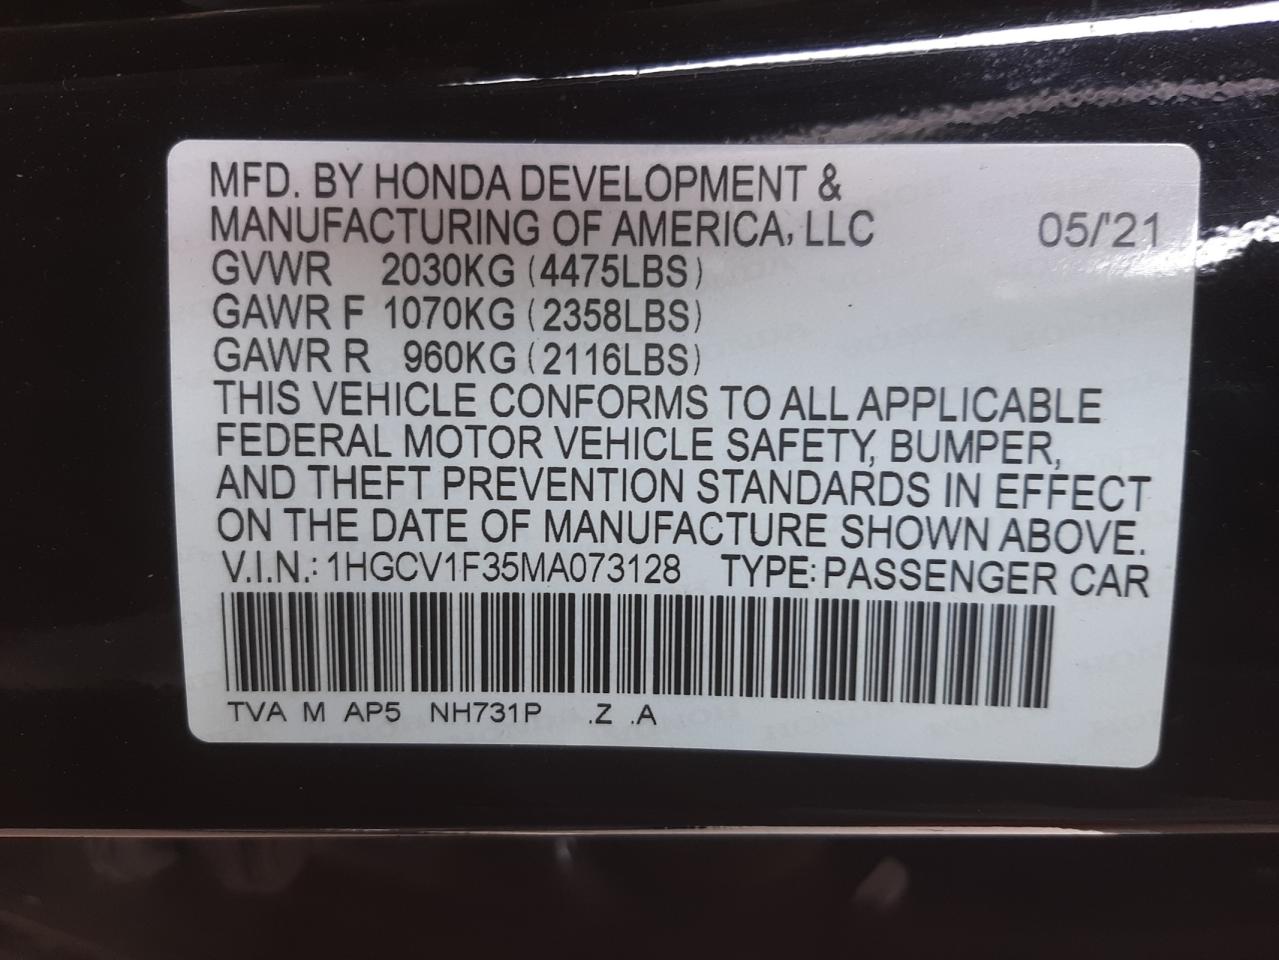 MFD. BY HONDA DEVELOPMENT &
MANUFACTURING OF AMERICA, LLC 05/'21
GVWR 2030KG (4475LBS)
GAWR F 1070KG (2358LBS)
GAWR R 960KG (2116LBS)
THIS VEHICLE CONFORMS TO ALL APPLICABLE
FEDERAL MOTOR VEHICLE SAFETY, BUMPER,
AND THEFT PREVENTION STANDARDS IN EFFECT
ON THE DATE OF MANUFACTURE SHOWN ABOVE.
V.I.N.: 1HGCV1F35MA073128 TYPE: PASSENGER CAR
TVA M AP5 NH731P .Z .A